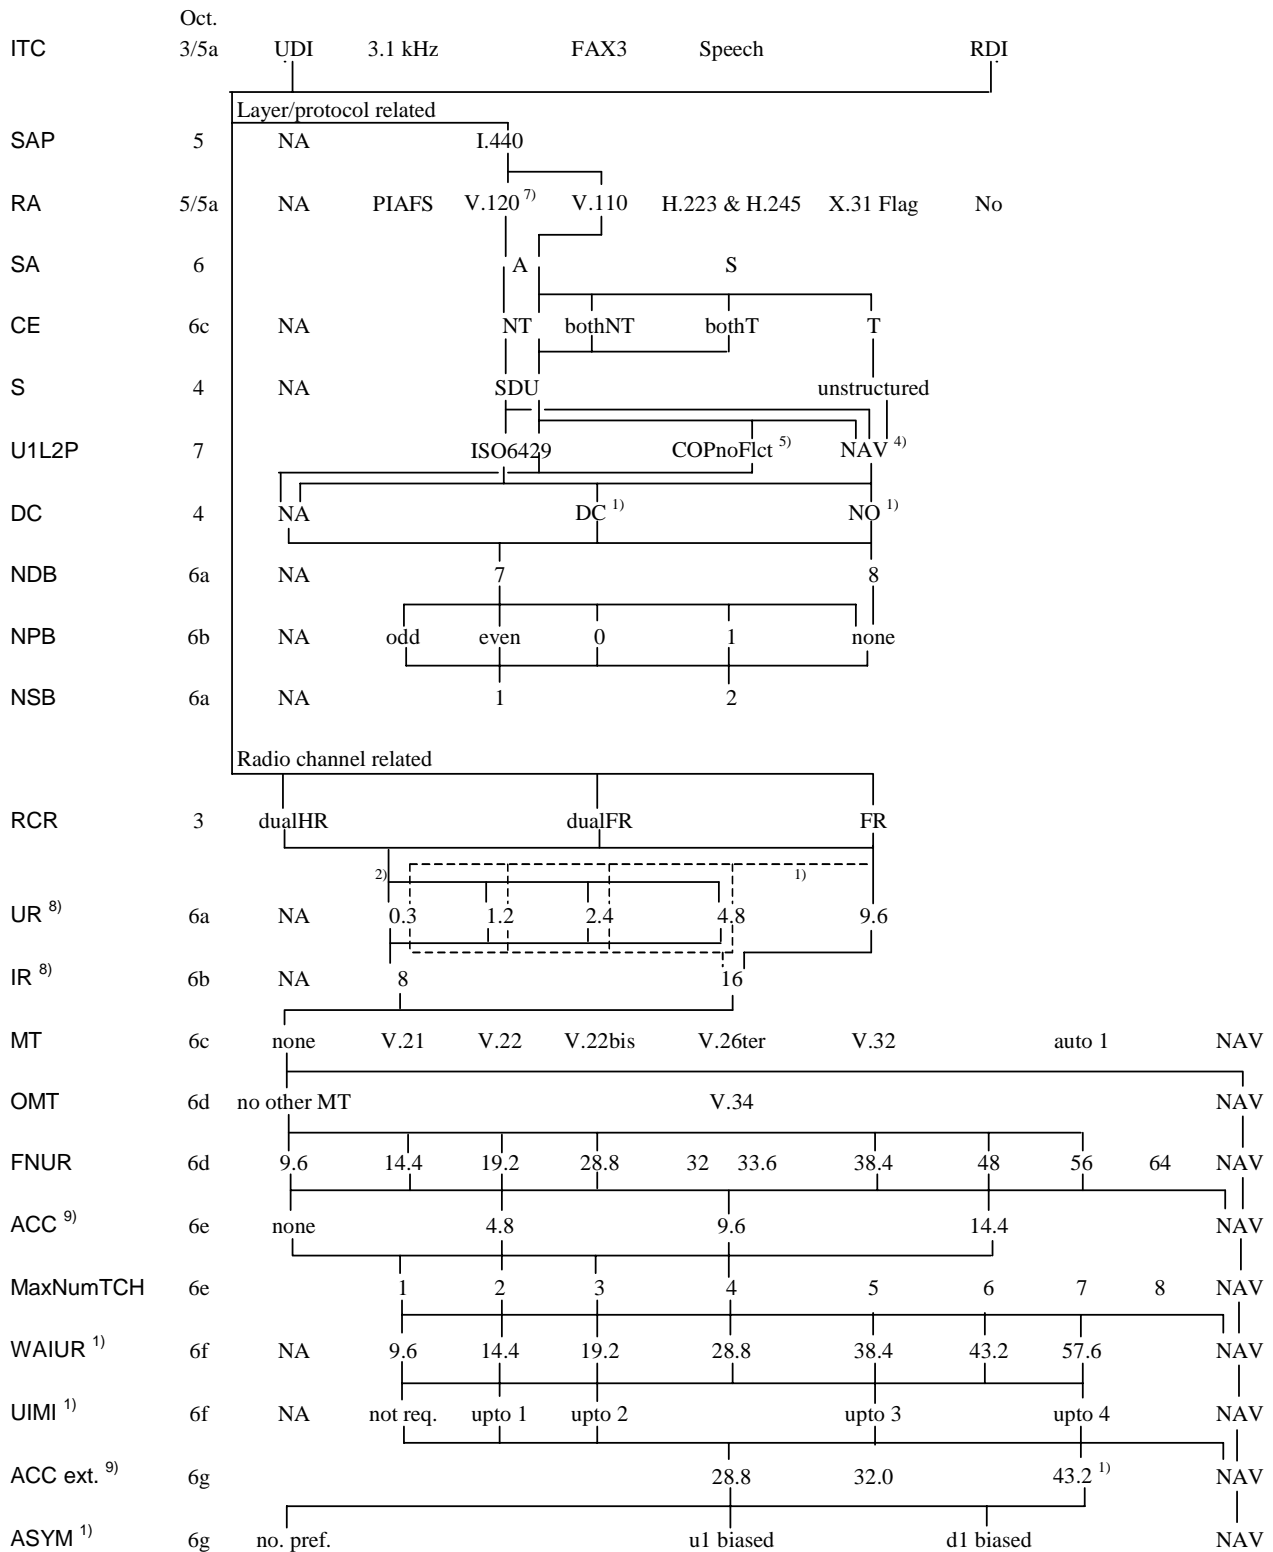 Oct.
ITC 3/5a UDI 3.1 kHz FAX3 Speech RDI
Layer/protocol related
SAP 5 NA I.440
RA 5/5a NA PIAFS V.120 7) V.110 H.223 & H.245 X.31 Flag No
SA 6 A S
CE 6c NA NT bothNT bothT T
S 4 NA SDU unstructured
U1L2P 7 ISO6429 COPnoFlct 5) NAV 4)
DC 4 NA DC 1) NO 1)
NDB 6a NA 7 8
NPB 6b NA odd even 0 1 none
NSB 6a NA 1 2
Radio channel related
RCR 3 dualHR dualFR FR
2) 1)
UR 8) 6a NA 0.3 1.2 2.4 4.8 9.6
IR 8) 6b NA 8 16
MT 6c none V.21 V.22 V.22bis V.26ter V.32 auto 1 NAV
OMT 6d no other MT V.34 NAV
FNUR 6d 9.6 14.4 19.2 28.8 32 33.6 38.4 48 56 64 NAV
ACC 9) 6e none 4.8 9.6 14.4 NAV
MaxNumTCH 6e 1 2 3 4 5 6 7 8 NAV
WAIUR 1) 6f NA 9.6 14.4 19.2 28.8 38.4 43.2 57.6 NAV
UIMI 1) 6f NA not req. upto 1 upto 2 upto 3 upto 4 NAV
ACC ext. 9) 6g 28.8 32.0 43.2 1) NAV
ASYM 1) 6g no. pref. u1 biased d1 biased NAV